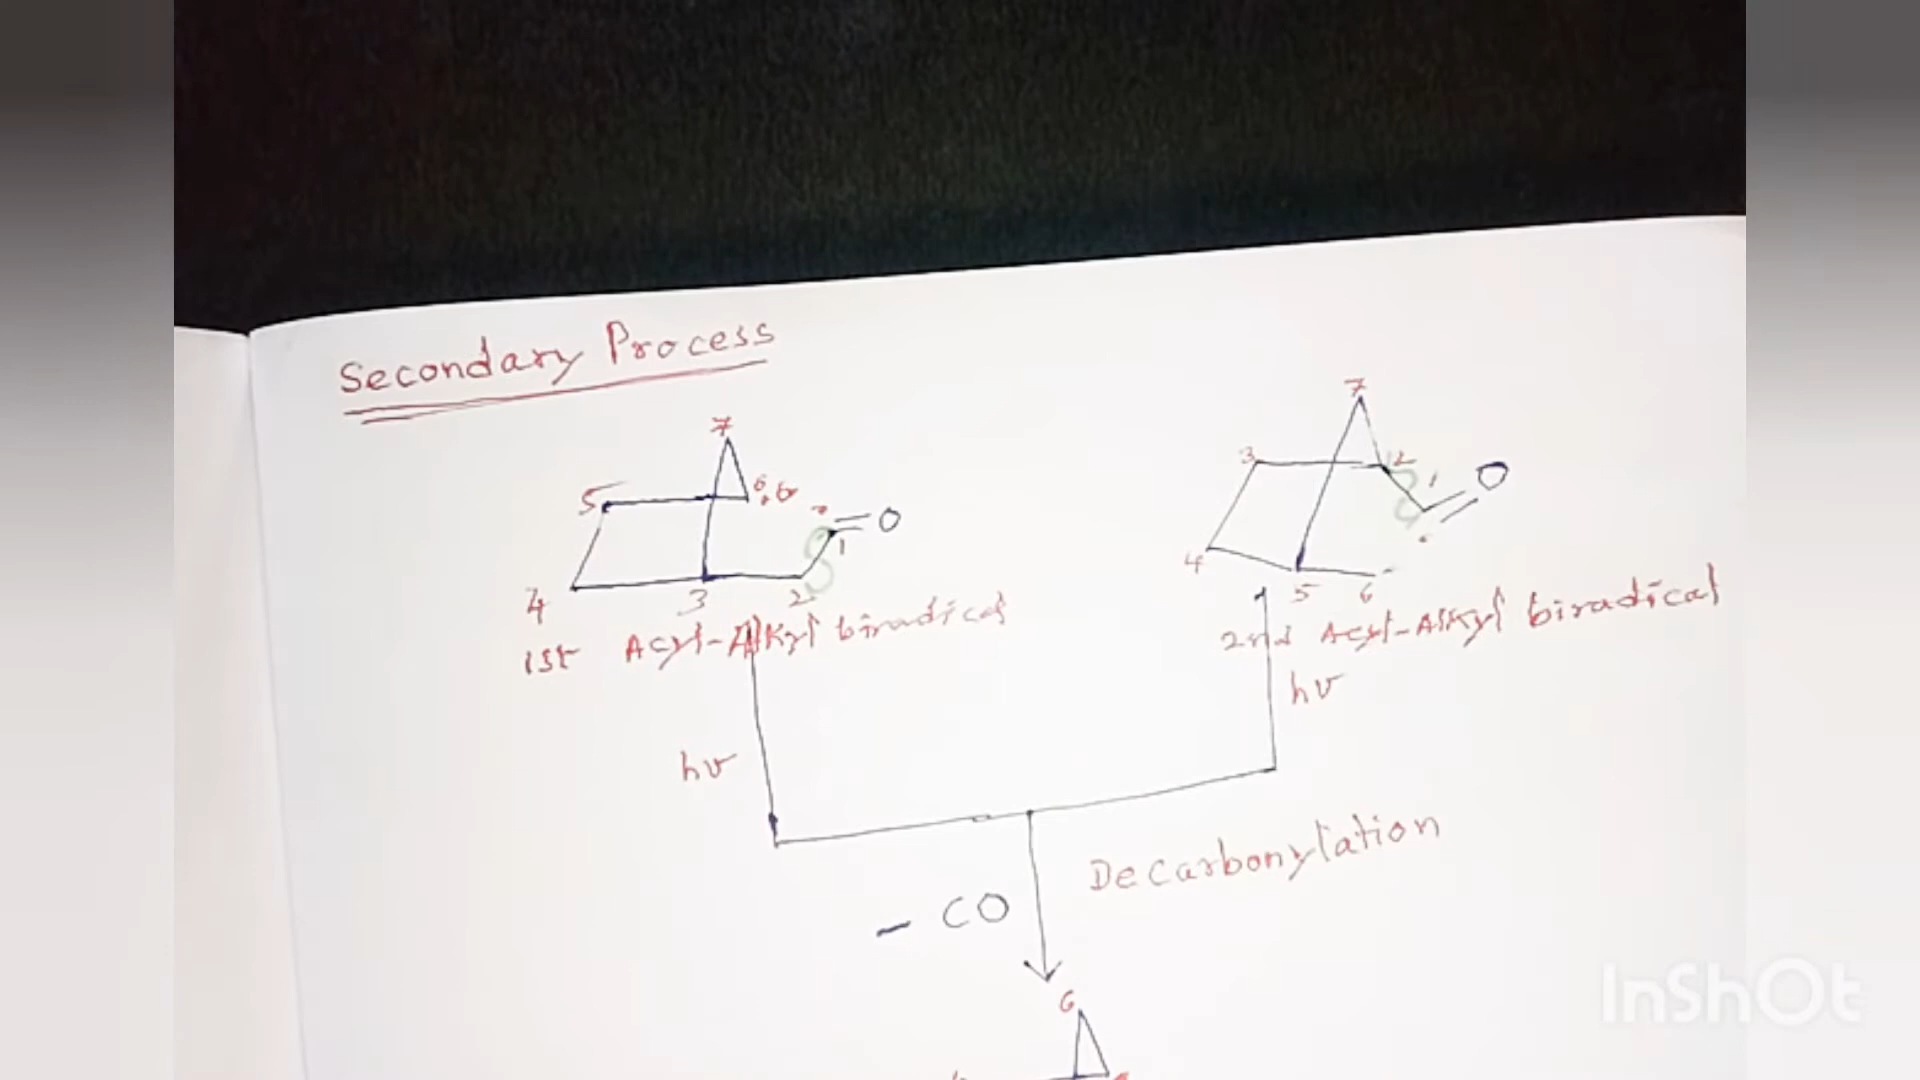 Secondary Process
7
7
3
2
1
O
5
6
O
1
4
3
2
4
5
6
1st Acyl-Alkyl biradical
2nd Acyl-Alkyl biradical
hν
hν
Decarbonylation
- CO
6
InShOt